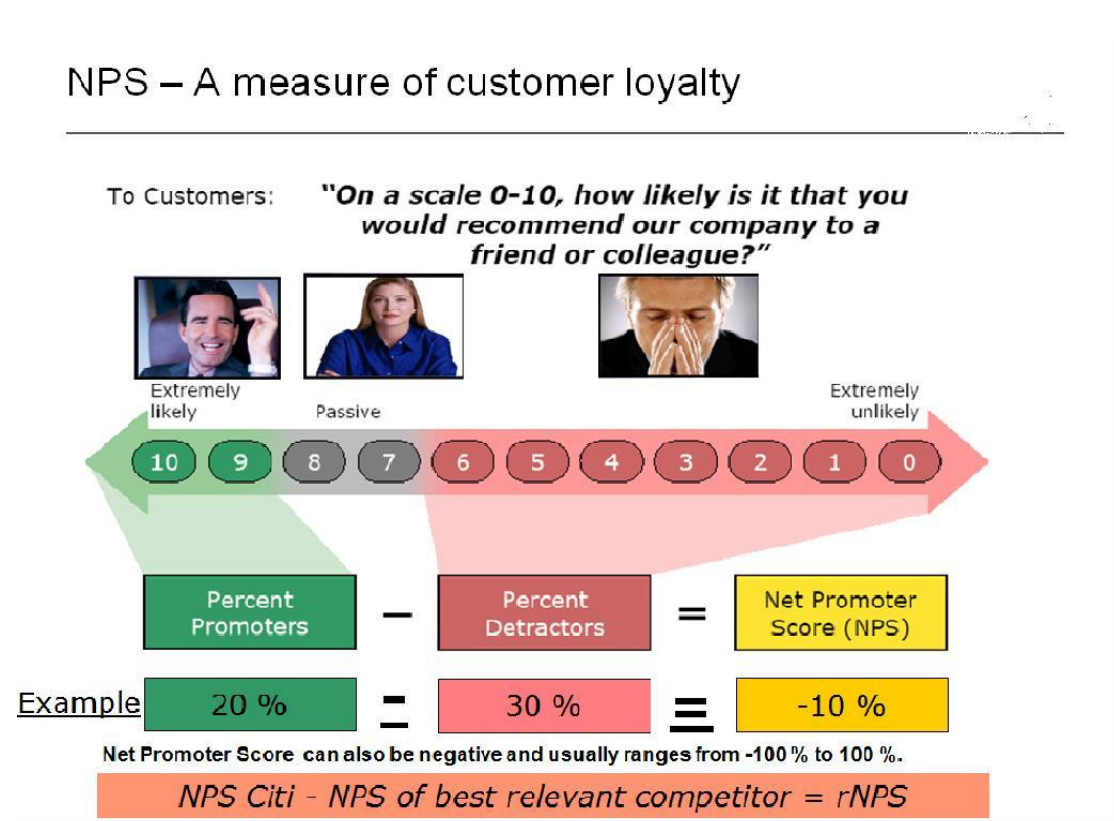 NPS – A measure of customer loyalty
To Customers:
“On a scale 0-10, how likely is it that you
would recommend our company to a
friend or colleague?”
Extremely
likely
Passive
Extremely
unlikely
10 9 8 7 6 5 4 3 2 1 0
Percent
Promoters
–
Percent
Detractors
=
Net Promoter
Score (NPS)
Example 20 % - 30 % = -10 %
Net Promoter Score can also be negative and usually ranges from -100 % to 100 %.
NPS Citi - NPS of best relevant competitor = rNPS